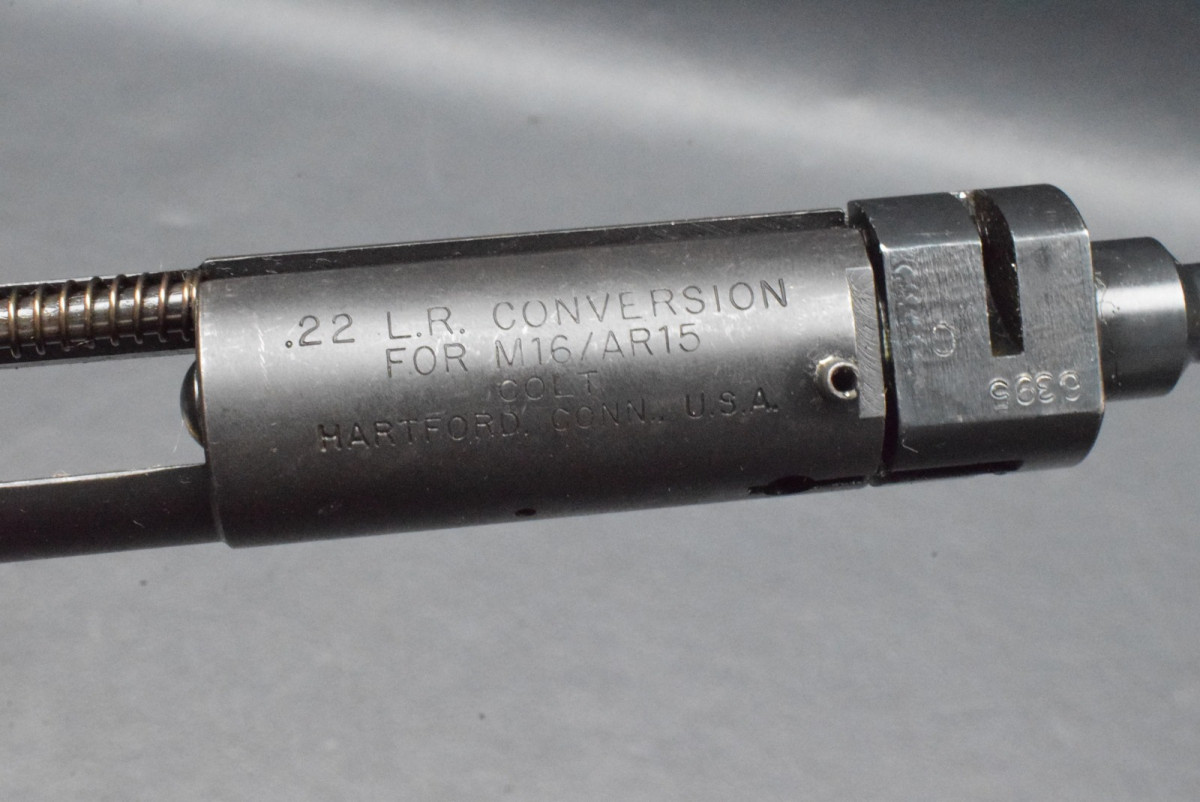 .22 L.R. CONVERSION
FOR M16/AR15
COLT
HARTFORD, CONN., U.S.A.